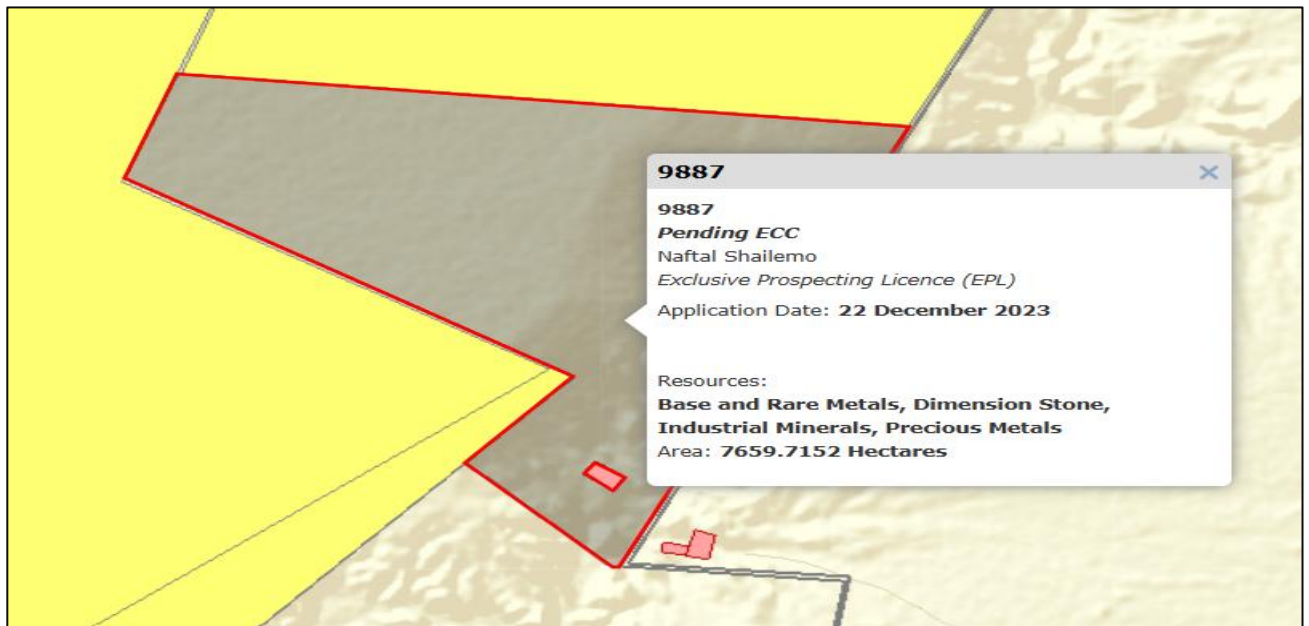 9887
9887
Pending ECC
Naftal Shailemo
Exclusive Prospecting Licence (EPL)
Application Date: 22 December 2023
Resources:
Base and Rare Metals, Dimension Stone,
Industrial Minerals, Precious Metals
Area: 7659.7152 Hectares